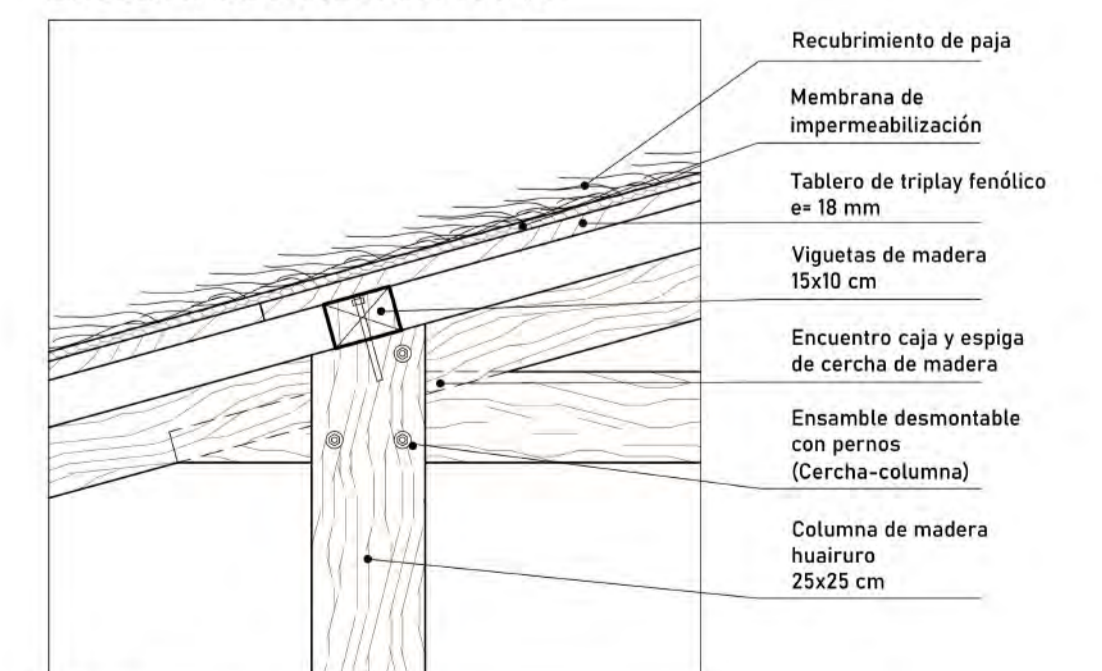 Recubrimiento de paja
Membrana de
impermeabilización
Tablero de triplay fenólico
e= 18 mm
Viguetas de madera
15x10 cm
Encuentro caja y espiga
de cercha de madera
Ensamble desmontable
con pernos
(Cercha-columna)
Columna de madera
huairuro
25x25 cm